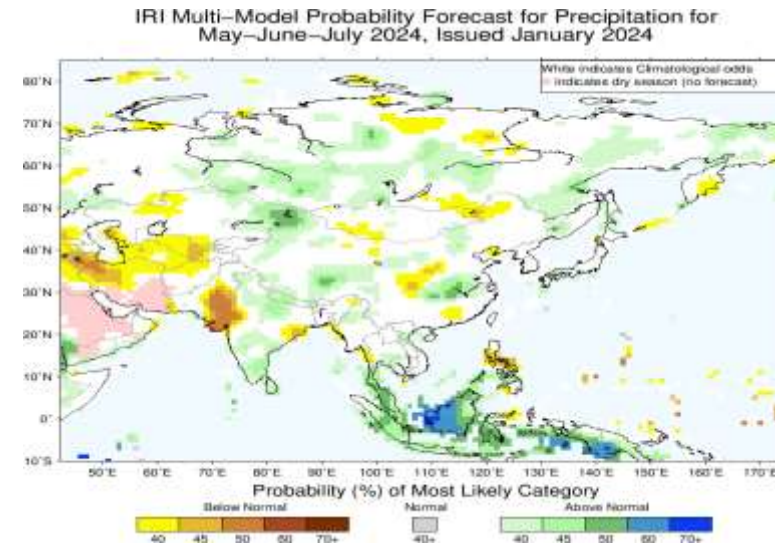 IRI Multi-Model Probability Forecast for Precipitation for
May-June-July 2024, Issued January 2024
White indicates Climatological odds
indicates dry season (no forecast)
80°N
70°N
60°N
50°N
40°N
30°N
20°N
10°N
0°
10°S
50°E 60°E 70°E 80°E 90°E 100°E 110°E 120°E 130°E 140°E 150°E 160°E 170°E
Probability (%) of Most Likely Category
Below Normal Normal Above Normal
40 45 50 60 70+ 40+ 40 45 50 60 70+